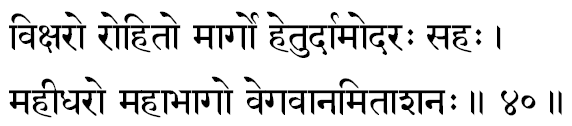 विक्षरो रोहितो मार्गो हेतुर्दामोदरः सहः।
महीधरो महाभागो वेगवानमिताशनः॥ ४०॥